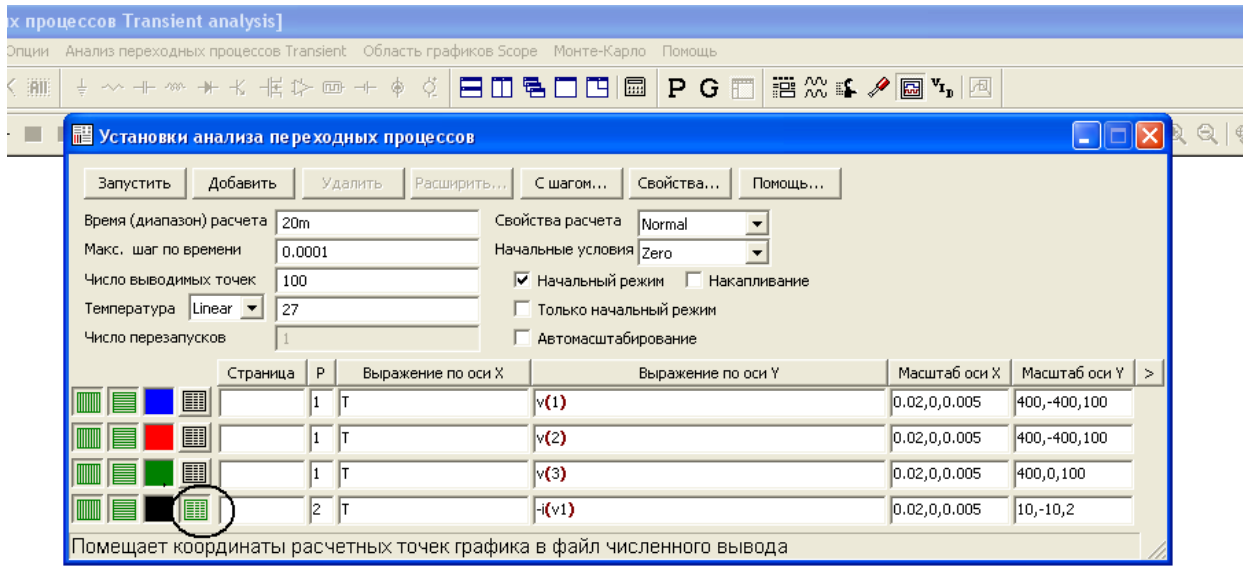 х процессов Transient analysis]
Опции Анализ переходных процессов Transient Область графиков Scope Монте-Карло Помощь
All P G V I D
Установки анализа переходных процессов
Запустить Добавить Удалить Расширить... С шагом... Свойства... Помощь...
Время (диапазон) расчета 20m Свойства расчета Normal
Макс. шаг по времени 0.0001 Начальные условия Zero
Число выводимых точек 100 Начальный режим Накапливание
Температура Linear 27 Только начальный режим
Число перезапусков 1 Автомасштабирование
Страница P Выражение по оси X Выражение по оси Y Масштаб оси X Масштаб оси Y >
1 T v(1) 0.02,0,0.005 400,-400,100
1 T v(2) 0.02,0,0.005 400,-400,100
1 T v(3) 0.02,0,0.005 400,0,100
2 T -i(v1) 0.02,0,0.005 10,-10,2
Помещает координаты расчетных точек графика в файл численного вывода